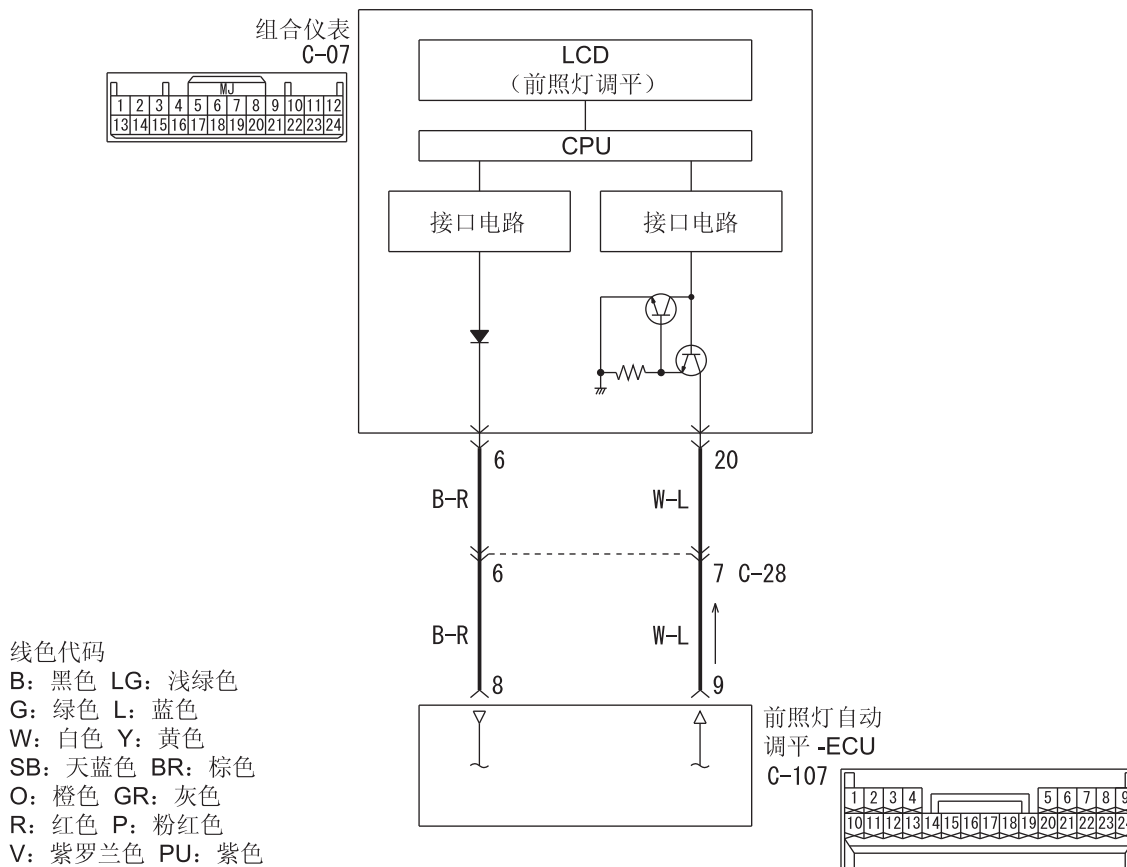 组合仪表
C-07
MJ
1 2 3 4 5 6 7 8 9 10 11 12
13 14 15 16 17 18 19 20 21 22 23 24
LCD
（前照灯调平）
CPU
接口电路
接口电路
6
20
B-R
W-L
6
7 C-28
B-R
W-L
8
9
前照灯自动
调平 -ECU
C-107
1 2 3 4 5 6 7 8 9
10 11 12 13 14 15 16 17 18 19 20 21 22 23
线色代码
B：黑色 LG：浅绿色
G：绿色 L：蓝色
W：白色 Y：黄色
SB：天蓝色 BR：棕色
O：橙色 GR：灰色
R：红色 P：粉红色
V：紫罗兰色 PU：紫色